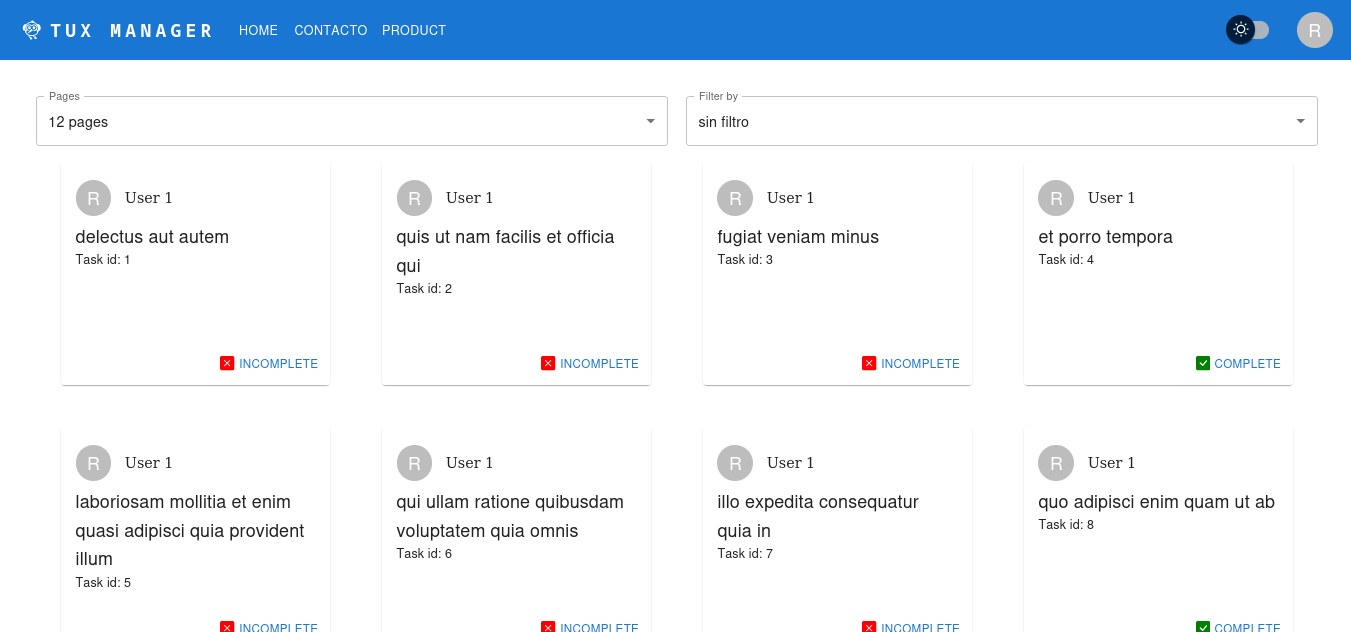 TUX MANAGER HOME CONTACTO PRODUCT R
Pages Filter by
12 pages sin filtro
R User 1 R User 1 R User 1 R User 1
delectus aut autem quis ut nam facilis et officia fugiat veniam minus et porro tempora
Task id: 1 qui Task id: 3 Task id: 4
Task id: 2
INCOMPLETE INCOMPLETE INCOMPLETE COMPLETE
R User 1 R User 1 R User 1 R User 1
laboriosam mollitia et enim qui ullam ratione quibusdam illo expedita consequatur quo adipisci enim quam ut ab
quasi adipisci quia provident voluptatem quia omnis quia in Task id: 8
illum Task id: 6 Task id: 7
Task id: 5
INCOMPLETE INCOMPLETE INCOMPLETE COMPLETE